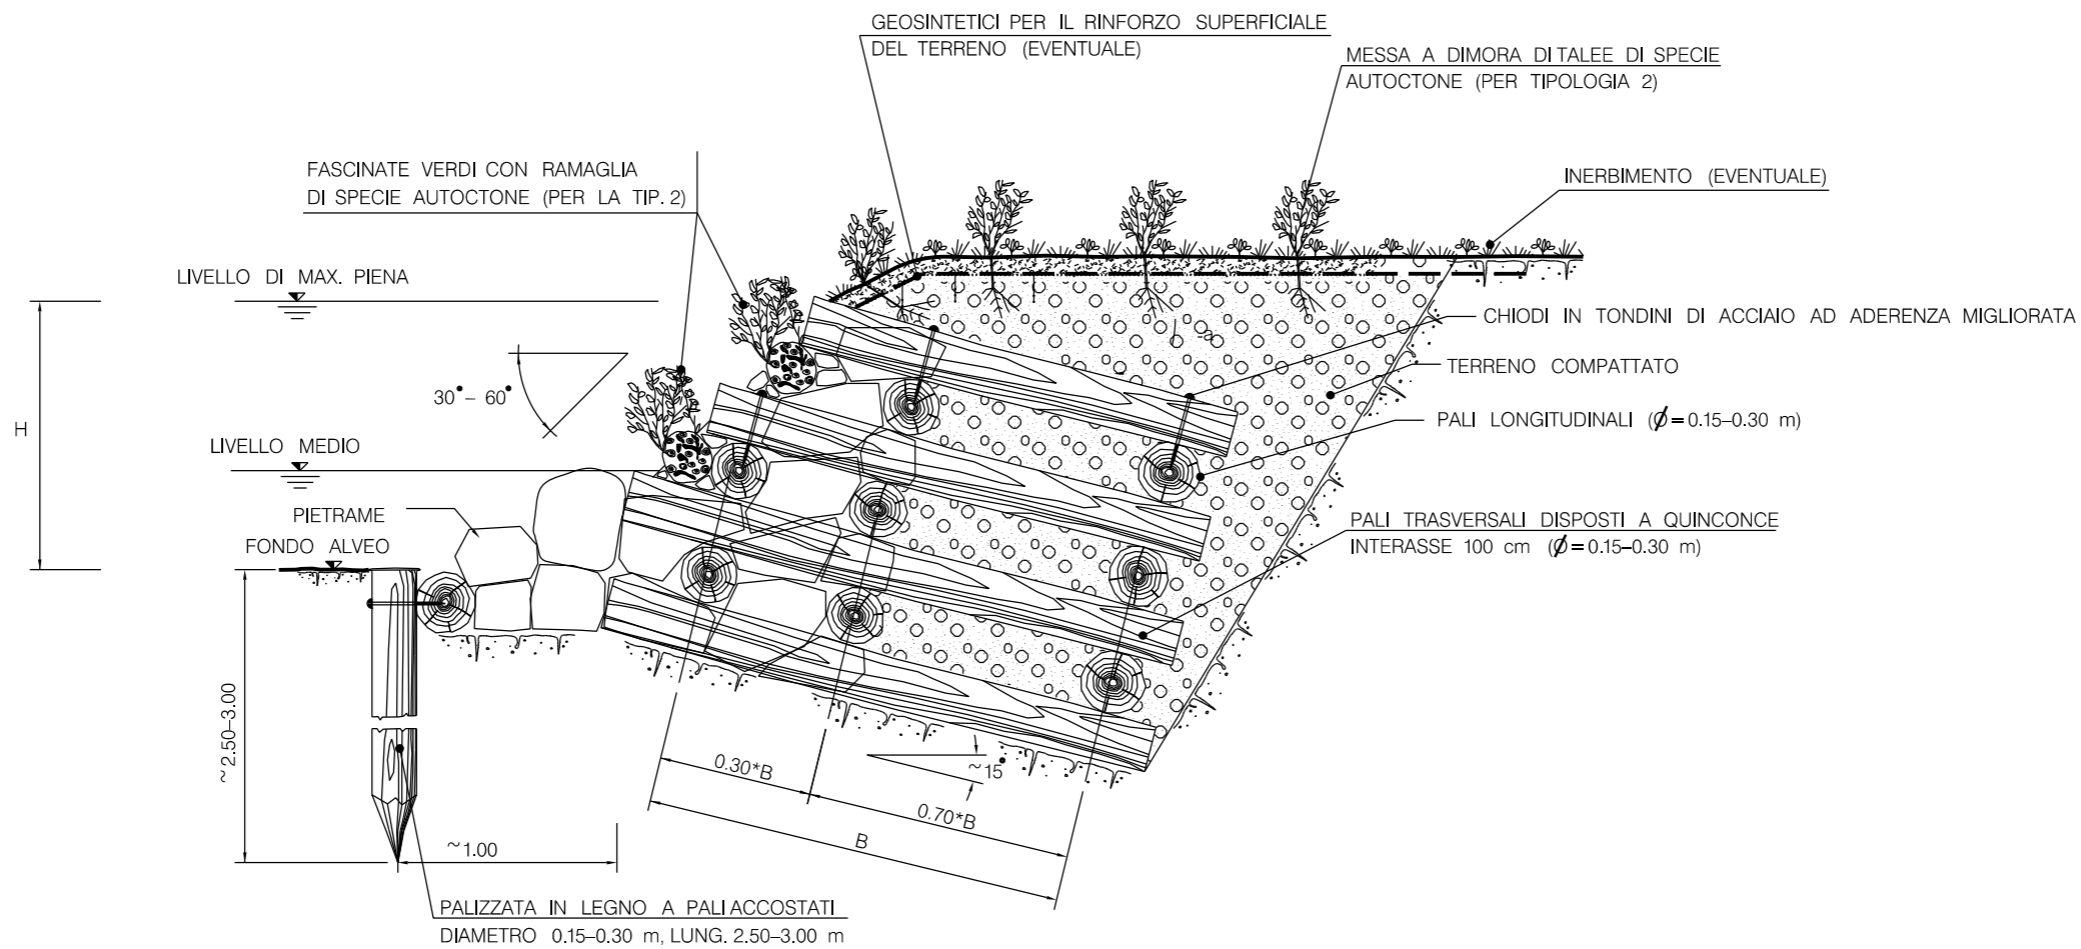 GEOSINTETICI PER IL RINFORZO SUPERFICIALE
DEL TERRENO (EVENTUALE)
MESSA A DIMORA DI TALEE DI SPECIE
AUTOCTONE (PER TIPOLOGIA 2)
FASCINATE VERDI CON RAMAGLIA
DI SPECIE AUTOCTONE (PER LA TIP. 2)
INERBIMENTO (EVENTUALE)
LIVELLO DI MAX. PIENA
CHIODI IN TONDINI DI ACCIAIO AD ADERENZA MIGLIORATA
TERRENO COMPATTATO
30° – 60°
PALI LONGITUDINALI (Ø=0.15–0.30 m)
H
LIVELLO MEDIO
PIETRAME
PALI TRASVERSALI DISPOSTI A QUINCONCE
INTERASSE 100 cm (Ø=0.15–0.30 m)
FONDO ALVEO
~2.50–3.00
0.30*B
~15°
0.70*B
B
~1.00
PALIZZATA IN LEGNO A PALI ACCOSTATI
DIAMETRO 0.15–0.30 m, LUNG. 2.50–3.00 m